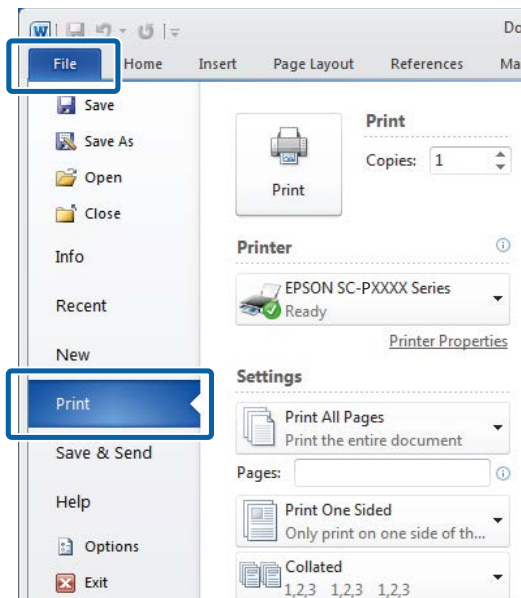 W
Do
File Home Insert Page Layout References Ma
Save
Save As
Open
Close
Info
Recent
New
Print
Save & Send
Help
Options
Exit
Print
Copies: 1
Print
Printer
EPSON SC-PXXXX Series
Ready
Printer Properties
Settings
Print All Pages
Print the entire document
Pages:
Print One Sided
Only print on one side of th...
Collated
1,2,3 1,2,3 1,2,3